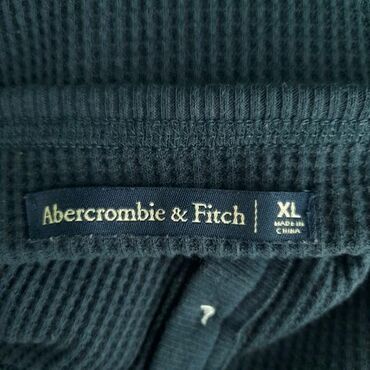 Abercrombie & Fitch | XL
MADE IN
CHINA